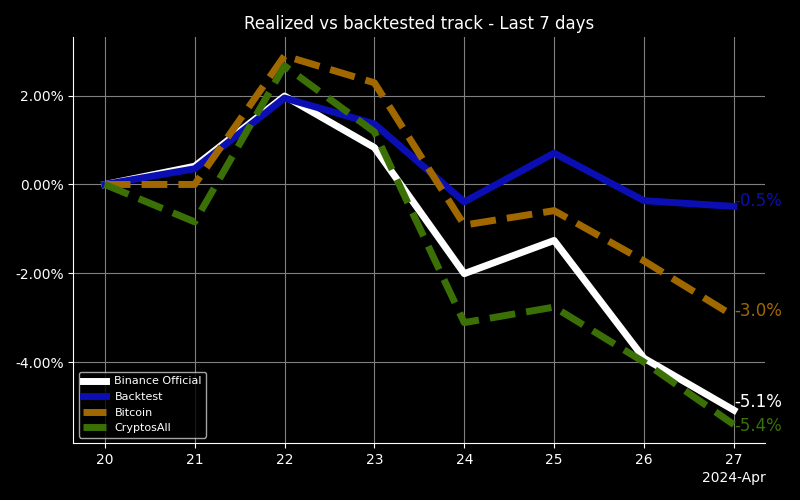 Realized vs backtested track - Last 7 days
2.00%
0.00%
-2.00%
-4.00%
-0.5%
-3.0%
-5.1%
-5.4%
Binance Official
Backtest
Bitcoin
CryptosAll
20 21 22 23 24 25 26 27
2024-Apr